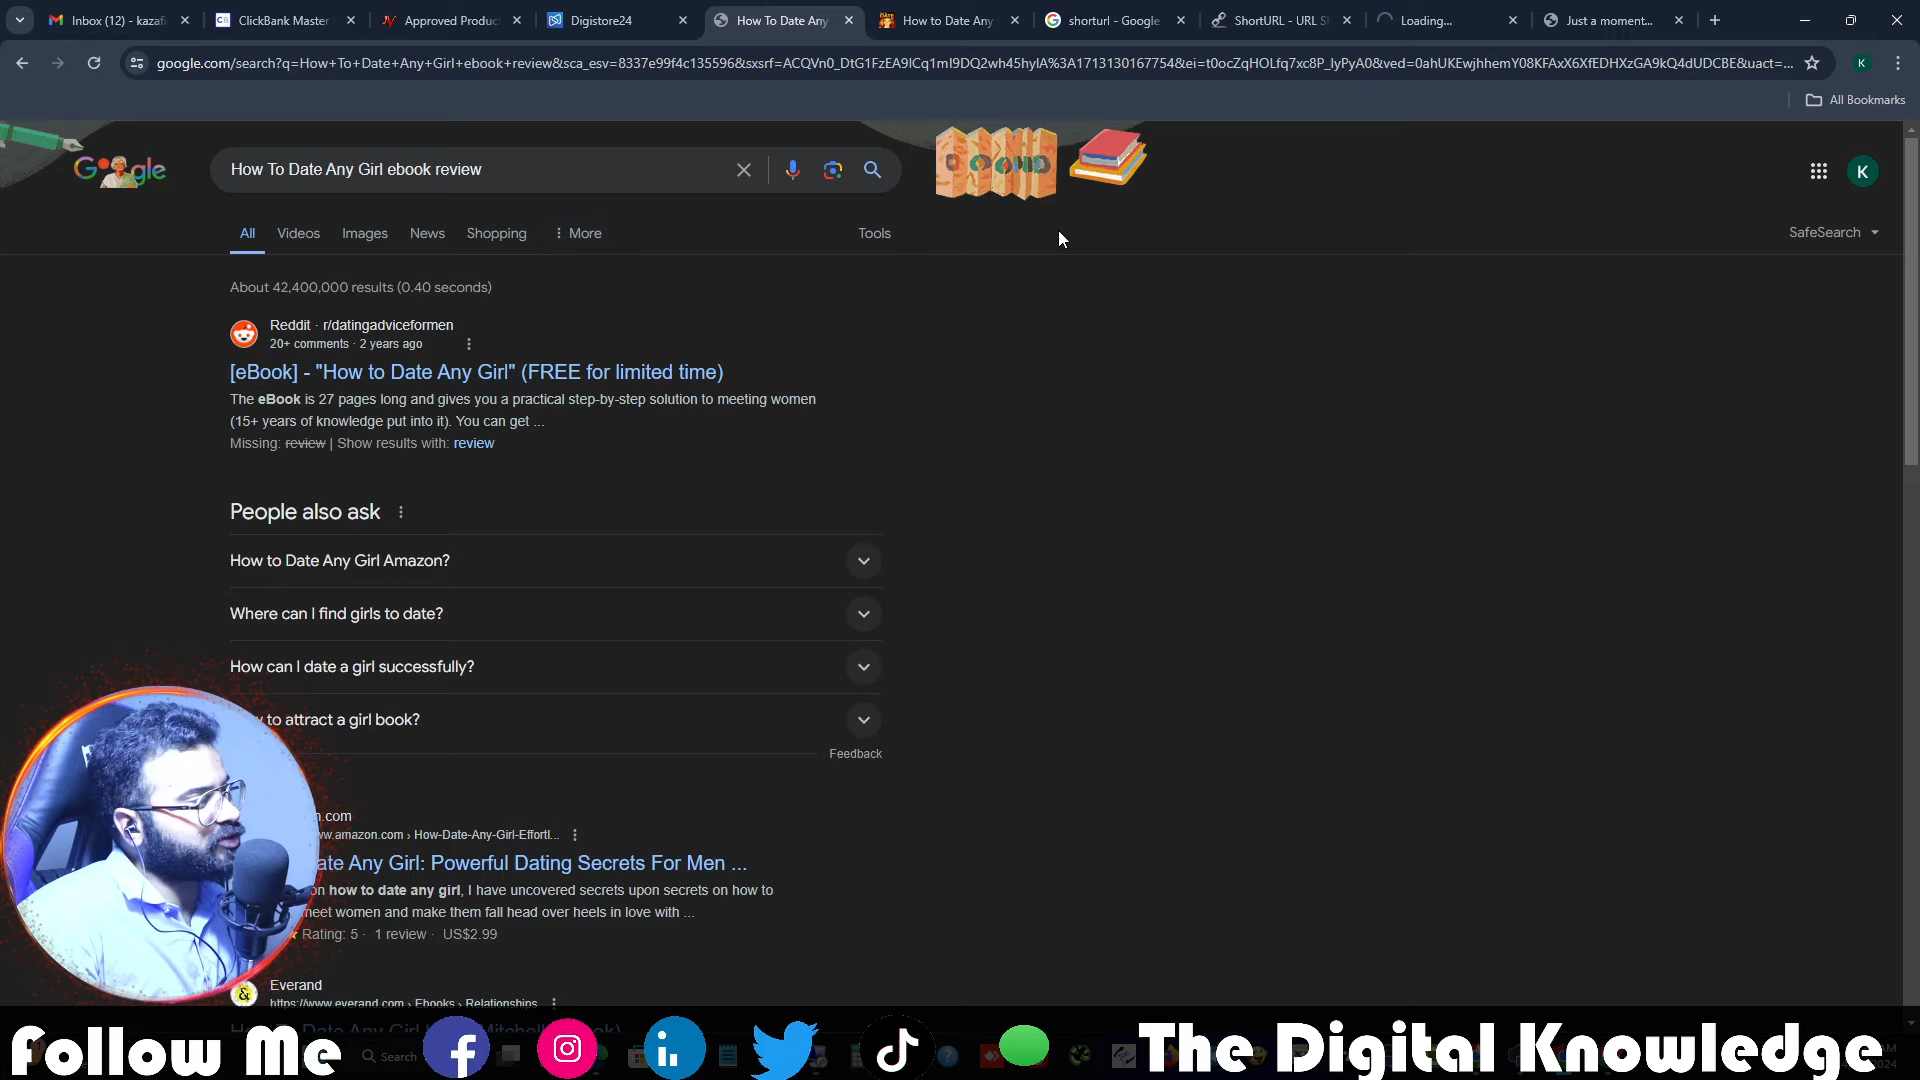 Inbox (12) - kazafi
ClickBank Master
Approved Produc
Digistore24
How To Date Any
How to Date Any
shorturl - Google
ShortURL - URL S
Loading...
Just a moment...
google.com/search?q=How+To+Date+Any+Girl+ebook+review&sca_esv=8337e99f4c135596&sxsrf=ACQVn0_DtG1FzEA9lCq1mI9DQ2wh45hylA%3A1713130167754&ei=t0ocZqHOLfq7xc8P_lyPyA0&ved=0ahUKEwjhhemY08KFAxX6XfEDHXzGA9kQ4dUDCBE&uact=...
K
All Bookmarks
Google
How To Date Any Girl ebook review
K
All
Videos
Images
News
Shopping
More
Tools
SafeSearch
About 42,400,000 results (0.40 seconds)
Reddit · r/datingadviceformen
20+ comments · 2 years ago
[eBook] - "How to Date Any Girl" (FREE for limited time)
The eBook is 27 pages long and gives you a practical step-by-step solution to meeting women
(15+ years of knowledge put into it). You can get ...
Missing: review | Show results with: review
People also ask
How to Date Any Girl Amazon?
Where can I find girls to date?
How can I date a girl successfully?
to attract a girl book?
Feedback
.com
www.amazon.com › How-Date-Any-Girl-Effortl...
ate Any Girl: Powerful Dating Secrets For Men ...
on how to date any girl, I have uncovered secrets upon secrets on how to
meet women and make them fall head over heels in love with ...
Rating: 5 · 1 review · US$2.99
Everand
https://www.everand.com › Ebooks › Relationships
Follow Me
Search
The Digital Knowledge